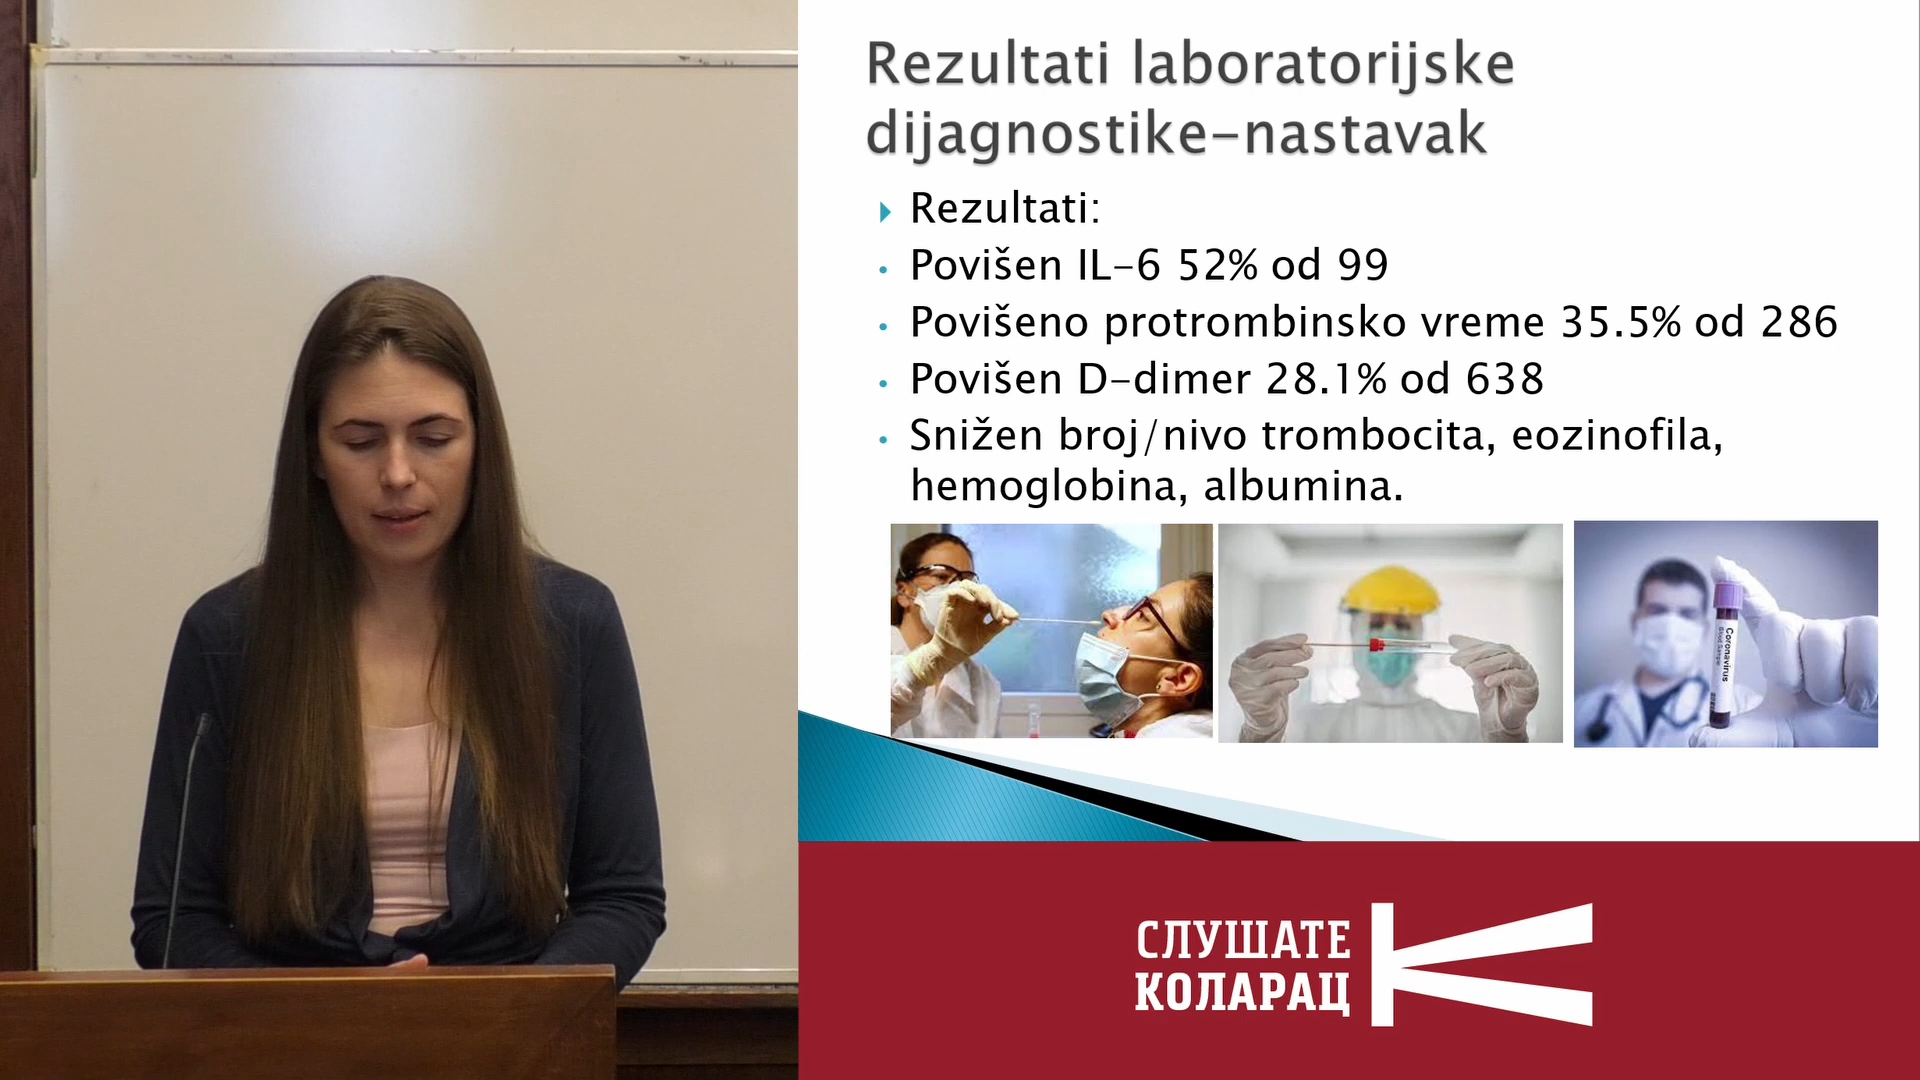 Rezultati laboratorijske
dijagnostike-nastavak
Rezultati:
Povišen IL-6 52% od 99
Povišeno protrombinsko vreme 35.5% od 286
Povišen D-dimer 28.1% od 638
Snižen broj/nivo trombocita, eozinofila,
hemoglobina, albumina.
Coronavirus
СЛУШАТЕ
КОЛАРАЦ